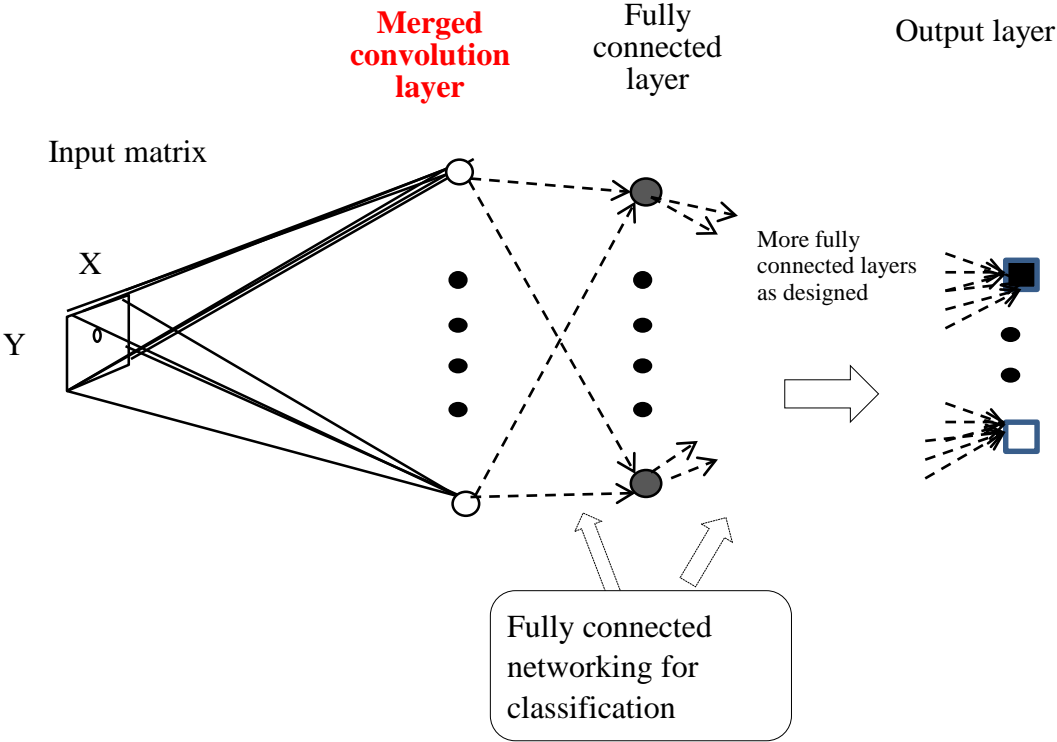 Merged
convolution
layer
Fully
connected
layer
Output layer
Input matrix
X
Y
0
More fully
connected layers
as designed
Fully connected
networking for
classification